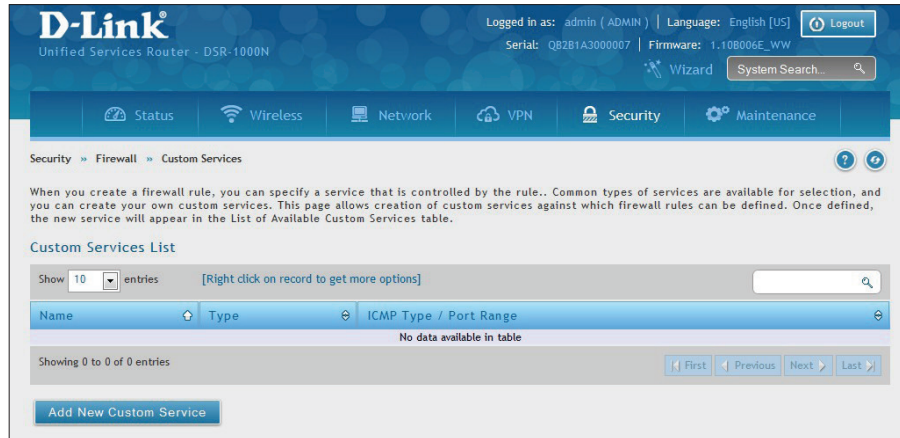 D-Link®
Unified Services Router - DSR-1000N
Logged in as: admin ( ADMIN ) | Language: English [US]
Logout
Serial: QB2B1A3000007 | Firmware: 1.10B006E_WW
Wizard
System Search...
Status
Wireless
Network
VPN
Security
Maintenance
Security » Firewall » Custom Services
When you create a firewall rule, you can specify a service that is controlled by the rule.. Common types of services are available for selection, and
you can create your own custom services. This page allows creation of custom services against which firewall rules can be defined. Once defined,
the new service will appear in the List of Available Custom Services table.
Custom Services List
Show 10 entries
[Right click on record to get more options]
Name
Type
ICMP Type / Port Range
No data available in table
Showing 0 to 0 of 0 entries
First
Previous
Next
Last
Add New Custom Service